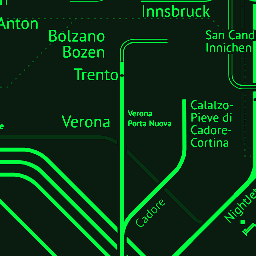 Innsbruck
Anton
Bolzano
Bozen
San Cand
Innichen
Trento
Verona
Verona
Porta Nuova
Calalzo-
Pieve di
Cadore-
Cortina
Cadore
Nightjet